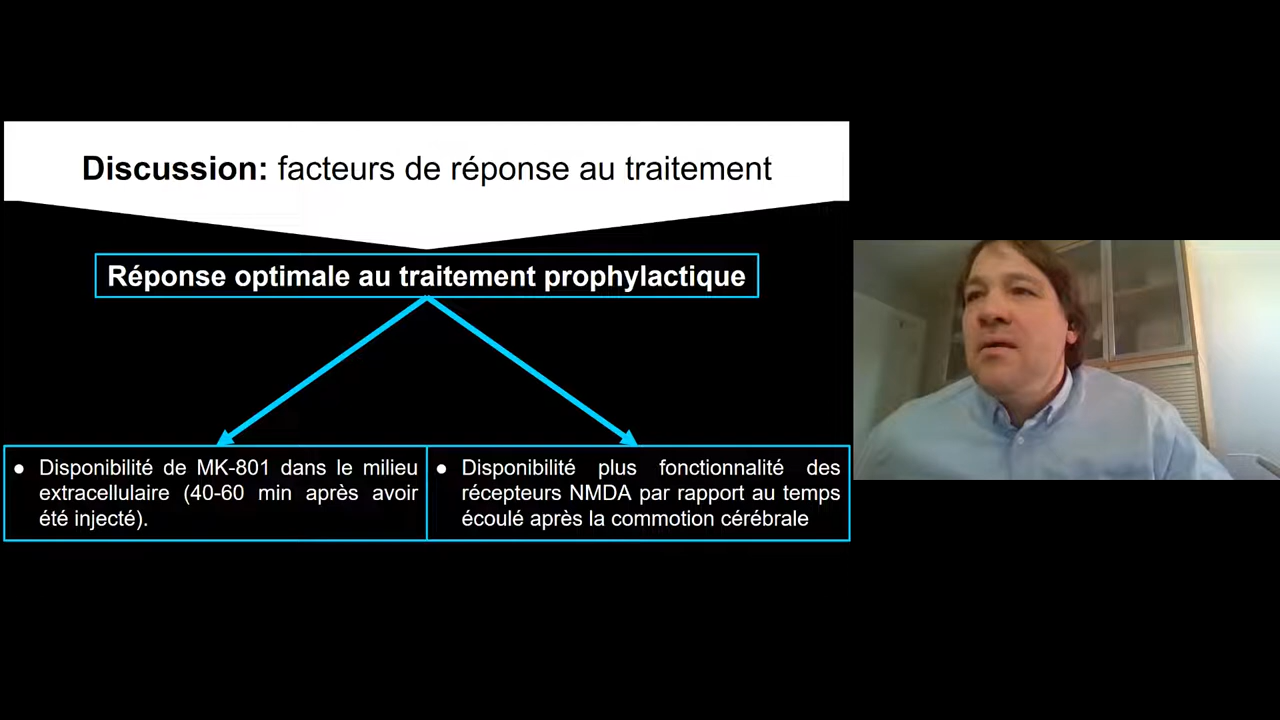 Discussion: facteurs de réponse au traitement
Réponse optimale au traitement prophylactique
● Disponibilité de MK-801 dans le milieu
extracellulaire (40-60 min après avoir
été injecté).
● Disponibilité plus fonctionnalité des
récepteurs NMDA par rapport au temps
écoulé après la commotion cérébrale